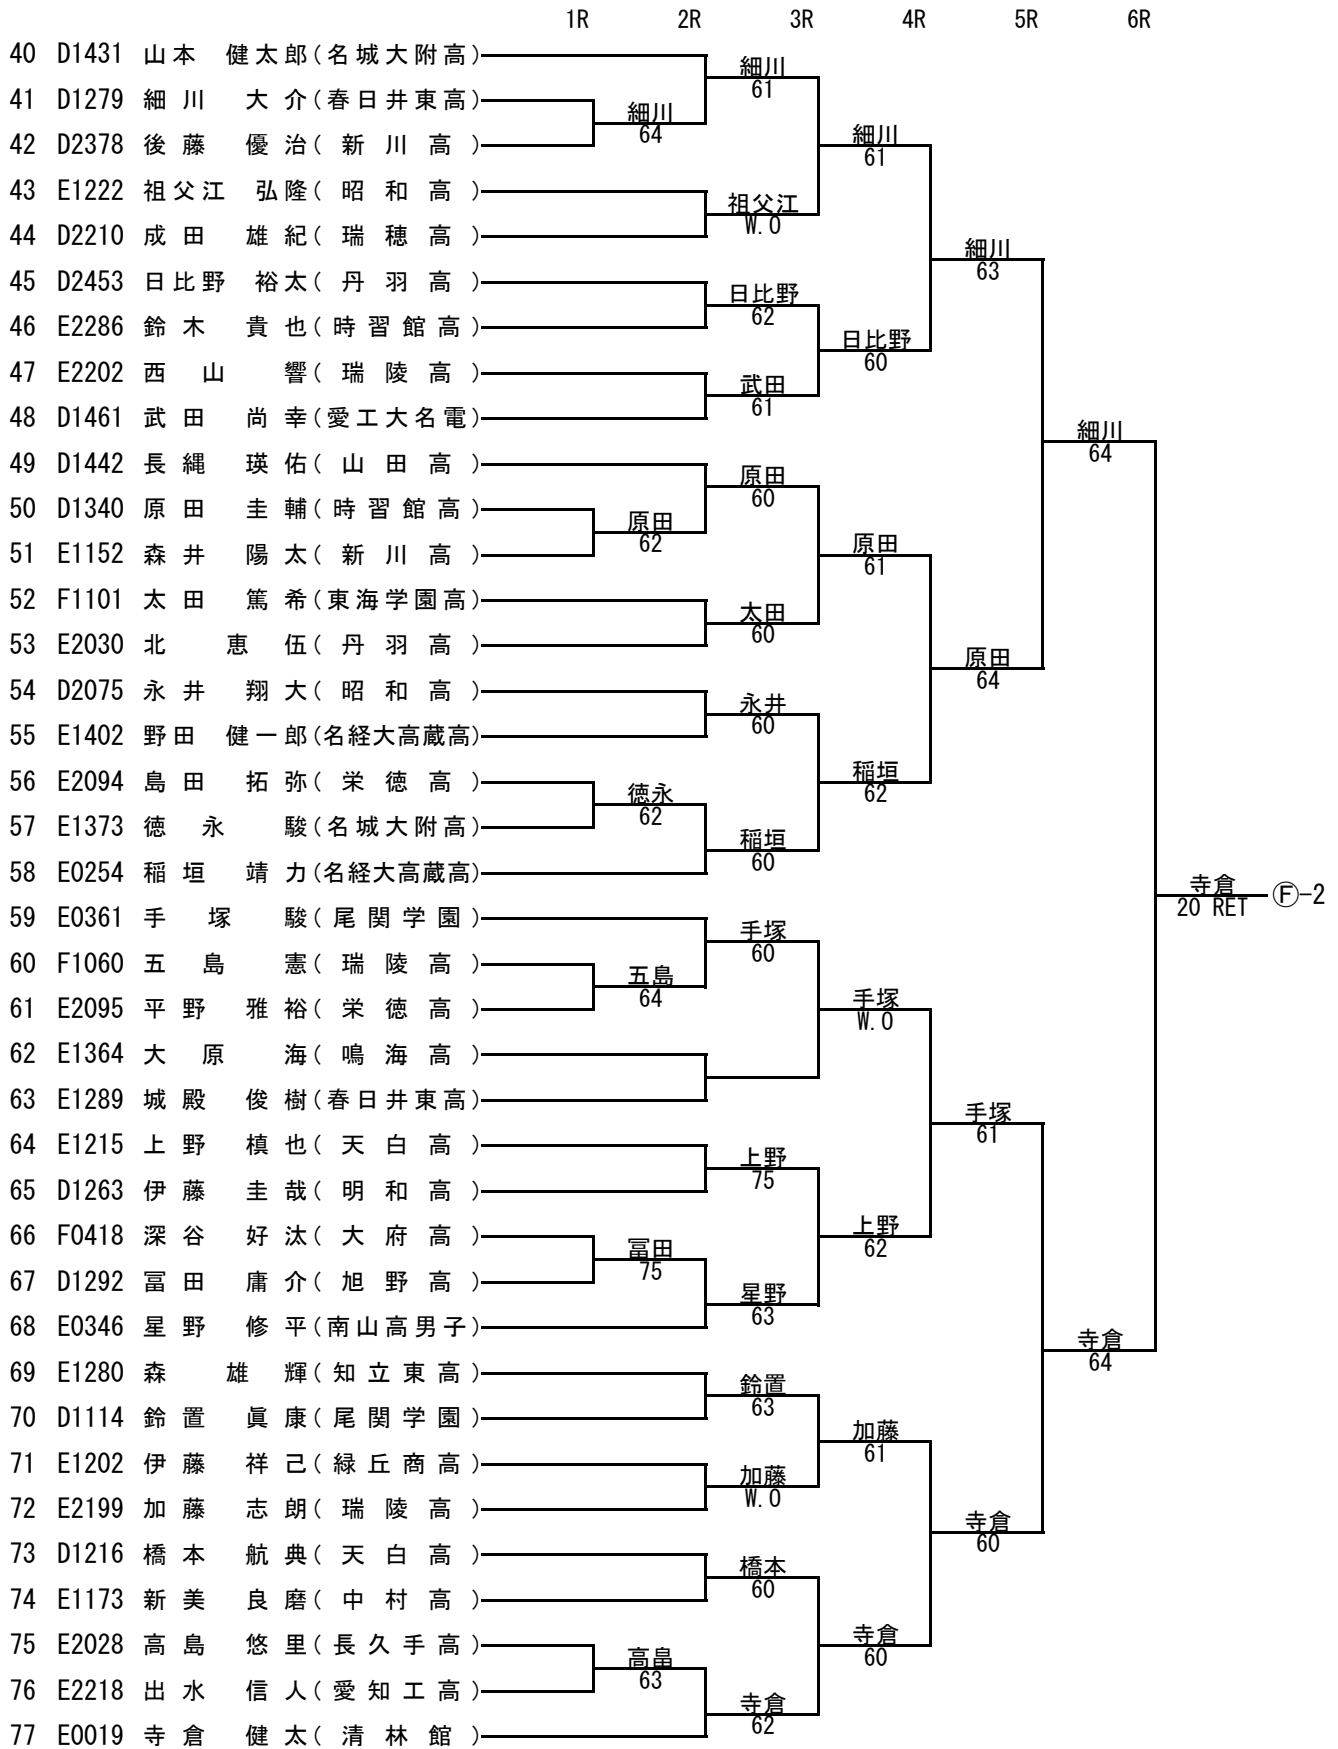 1R 2R 3R 4R 5R 6R
40 D1431 山本 健太郎(名城大附高)
細川
61
41 D1279 細川 大介(春日井東高)
細川
64
42 D2378 後藤 優治(新川高)
細川
61
43 E1222 祖父江 弘隆(昭和高)
祖父江
W.O
44 D2210 成田 雄紀(瑞穂高)
細川
63
45 D2453 日比野 裕太(丹羽高)
日比野
62
46 E2286 鈴木 貴也(時習館高)
日比野
60
47 E2202 西山 響(瑞陵高)
武田
61
48 D1461 武田 尚幸(愛工大名電)
細川
64
49 D1442 長縄 瑛佑(山田高)
原田
60
50 D1340 原田 圭輔(時習館高)
原田
62
51 E1152 森井 陽太(新川高)
原田
61
52 F1101 太田 篤希(東海学園高)
太田
60
53 E2030 北 恵伍(丹羽高)
原田
64
54 D2075 永井 翔大(昭和高)
永井
60
55 E1402 野田 健一郎(名経大高蔵高)
稲垣
62
56 E2094 島田 拓弥(栄徳高)
徳永
62
57 E1373 徳永 駿(名城大附高)
稲垣
60
58 E0254 稲垣 靖力(名経大高蔵高)
寺倉
20 RET
Ⓕ-2
59 E0361 手塚 駿(尾関学園)
手塚
60
60 F1060 五島 憲(瑞陵高)
五島
64
61 E2095 平野 雅裕(栄徳高)
手塚
W.O
62 E1364 大原 海(鳴海高)
63 E1289 城殿 俊樹(春日井東高)
手塚
61
64 E1215 上野 槙也(天白高)
上野
75
65 D1263 伊藤 圭哉(明和高)
上野
62
66 F0418 深谷 好汰(大府高)
冨田
75
67 D1292 冨田 庸介(旭野高)
星野
63
68 E0346 星野 修平(南山高男子)
寺倉
64
69 E1280 森 雄輝(知立東高)
鈴置
63
70 D1114 鈴置 眞康(尾関学園)
加藤
61
71 E1202 伊藤 祥己(緑丘商高)
加藤
W.O
72 E2199 加藤 志朗(瑞陵高)
寺倉
60
73 D1216 橋本 航典(天白高)
橋本
60
74 E1173 新美 良磨(中村高)
寺倉
60
75 E2028 高島 悠里(長久手高)
高畠
63
76 E2218 出水 信人(愛知工高)
寺倉
62
77 E0019 寺倉 健太(清林館)